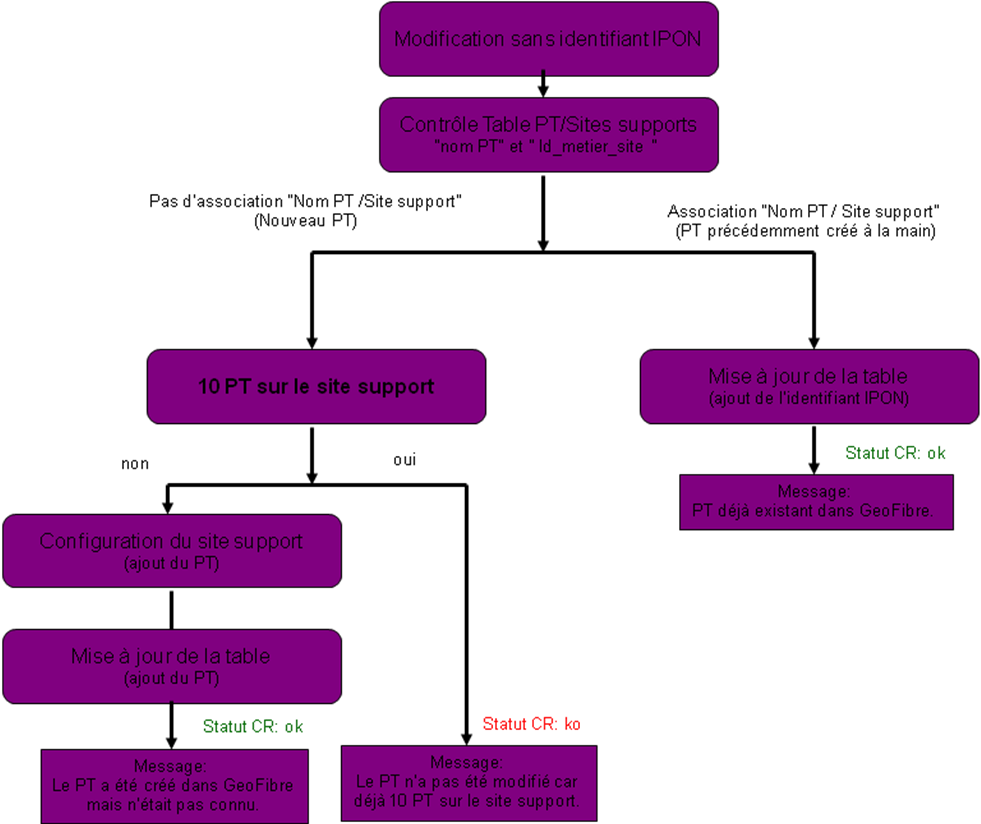 Modification sans identifiant IPON
Contrôle Table PT/Sites supports
"nom PT" et " Id_metier_site "
Pas d'association "Nom PT /Site support"
(Nouveau PT)
Association "Nom PT / Site support"
(PT précédemment créé à la main)
10 PT sur le site support
Mise à jour de la table
(ajout de l'identifiant IPON)
non
oui
Statut CR: ok
Message:
PT déjà existant dans GeoFibre.
Configuration du site support
(ajout du PT)
Mise à jour de la table
(ajout du PT)
Statut CR: ok
Statut CR: ko
Message:
Le PT a été créé dans GeoFibre
mais n'était pas connu.
Message:
Le PT n'a pas été modifié car
déjà 10 PT sur le site support.